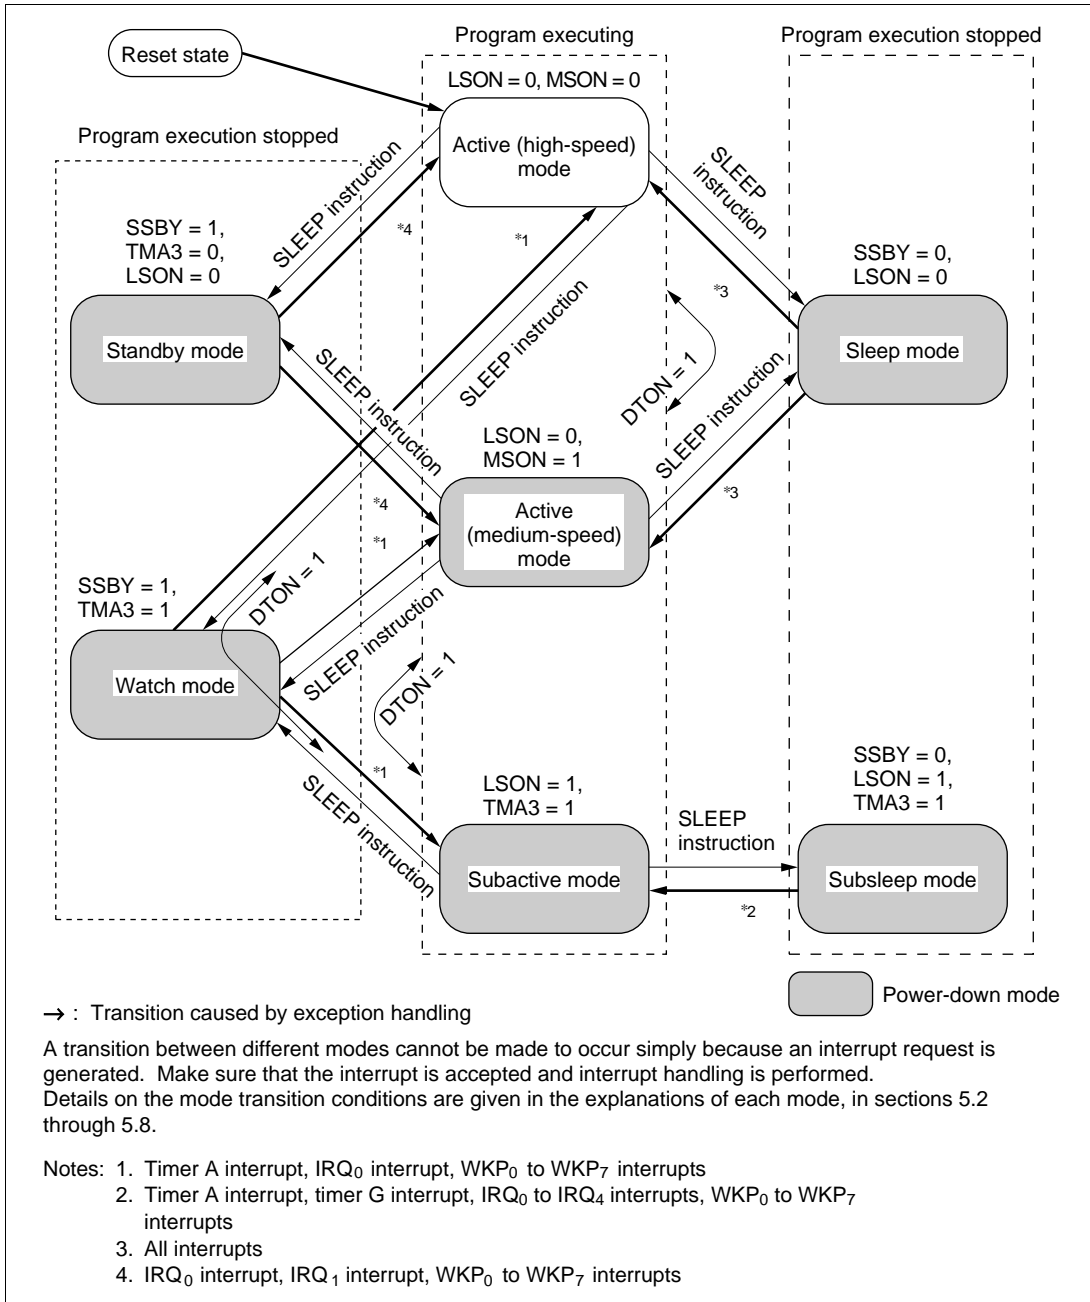 Program executing
Program execution stopped
Reset state
LSON = 0, MSON = 0
Program execution stopped
Active (high-speed)
mode
SLEEP instruction
SLEEP
instruction
*4
*1
SSBY = 1,
TMA3 = 0,
LSON = 0
SSBY = 0,
LSON = 0
*3
Standby mode
Sleep mode
SLEEP instruction
SLEEP instruction
DTON = 1
SLEEP instruction
LSON = 0,
MSON = 1
*4
*3
Active
(medium-speed)
mode
*1
SSBY = 1,
TMA3 = 1
DTON = 1
SLEEP instruction
Watch mode
DTON = 1
*1
SLEEP instruction
LSON = 1,
TMA3 = 1
SSBY = 0,
LSON = 1,
TMA3 = 1
SLEEP
instruction
Subactive mode
Subsleep mode
*2
Power-down mode
→ : Transition caused by exception handling
A transition between different modes cannot be made to occur simply because an interrupt request is
generated. Make sure that the interrupt is accepted and interrupt handling is performed.
Details on the mode transition conditions are given in the explanations of each mode, in sections 5.2
through 5.8.
Notes: 1. Timer A interrupt, IRQ0 interrupt, WKP0 to WKP7 interrupts
2. Timer A interrupt, timer G interrupt, IRQ0 to IRQ4 interrupts, WKP0 to WKP7
interrupts
3. All interrupts
4. IRQ0 interrupt, IRQ1 interrupt, WKP0 to WKP7 interrupts